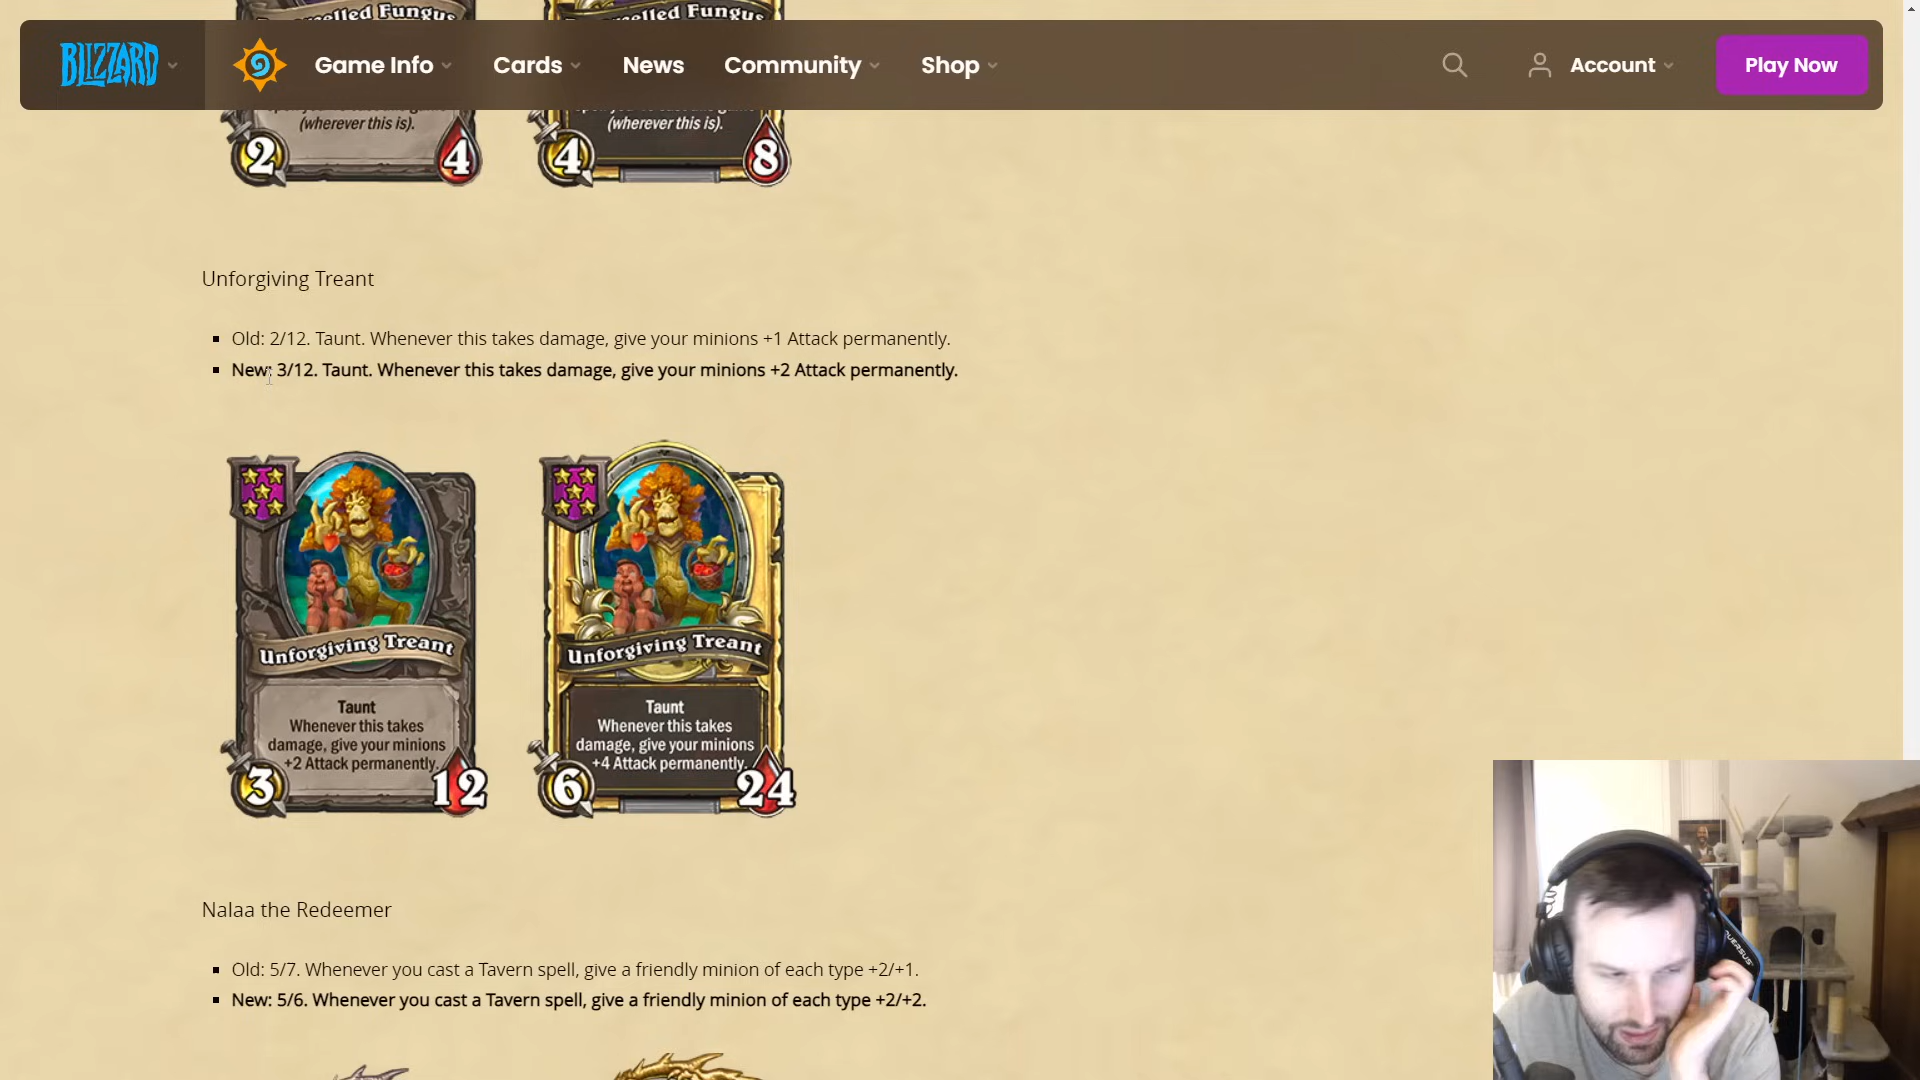 elled Fungus
elled Fungus
BLIZZARD
Game Info
Cards
News
Community
Shop
Account
Play Now
(wherever this is).
(wherever this is).
2
4
4
8
Unforgiving Treant
Old: 2/12. Taunt. Whenever this takes damage, give your minions +1 Attack permanently.
New: 3/12. Taunt. Whenever this takes damage, give your minions +2 Attack permanently.
Unforgiving Treant
Taunt
Whenever this takes
damage, give your minions
+2 Attack permanently.
3
12
Unforgiving Treant
Taunt
Whenever this takes
damage, give your minions
+4 Attack permanently.
6
24
Nalaa the Redeemer
Old: 5/7. Whenever you cast a Tavern spell, give a friendly minion of each type +2/+1.
New: 5/6. Whenever you cast a Tavern spell, give a friendly minion of each type +2/+2.